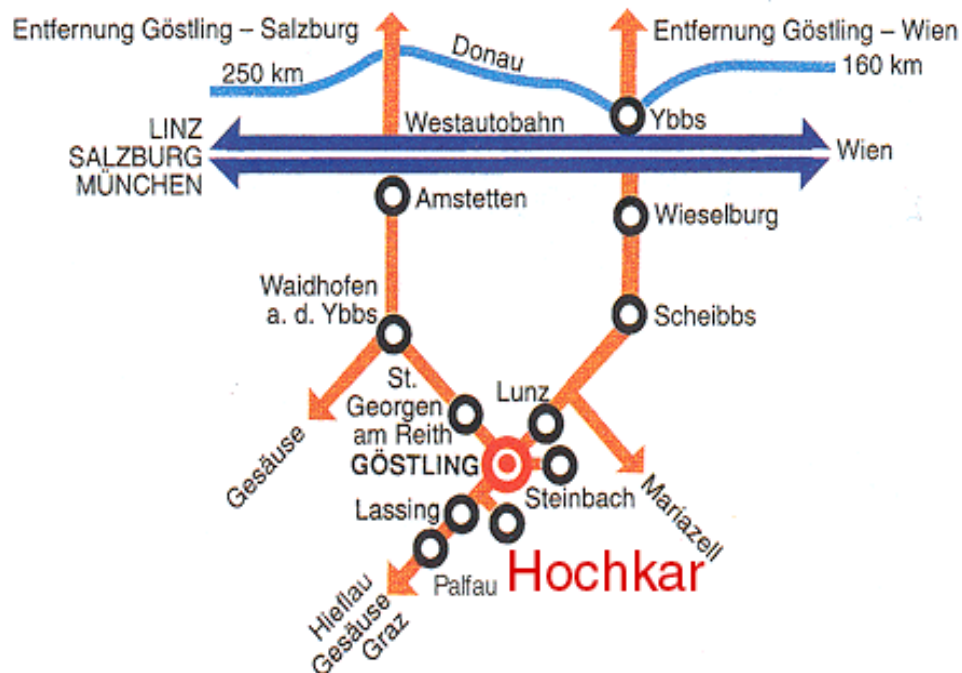 Entfernung Göstling – Salzburg
Entfernung Göstling – Wien
250 km
Donau
160 km
Westautobahn
Ybbs
LINZ
SALZBURG
MÜNCHEN
Wien
Amstetten
Wieselburg
Waidhofen
a. d. Ybbs
Scheibbs
St.
Georgen
am Reith
Lunz
GÖSTLING
Gesäuse
Steinbach
Mariazell
Lassing
Palfau
Hochkar
Hieflau
Gesäuse
Graz